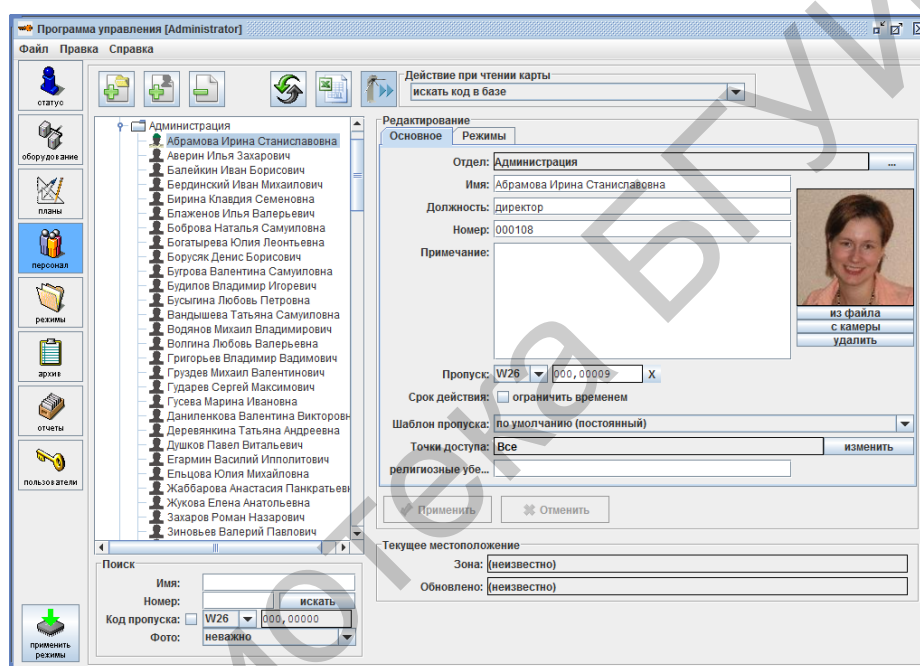 Программа управления [Administrator]
Файл Правка Справка
статус
оборудование
планы
персонал
режимы
архив
отчеты
пользователи
применить
режимы
Действие при чтении карты
искать код в базе
Администрация
Абрамова Ирина Станиславовна
Аверин Илья Захарович
Балейкин Иван Борисович
Бердинский Иван Михаилович
Бирина Клавдия Семеновна
Блаженов Илья Валерьевич
Боброва Наталья Самуиловна
Богатырева Юлия Леонтьевна
Борусяк Денис Борисович
Бугрова Валентина Самуиловна
Будилов Владимир Игоревич
Бусыгина Любовь Петровна
Вандышева Татьяна Самуиловна
Водянов Михаил Владимирович
Волгина Любовь Валерьевна
Григорьев Владимир Вадимович
Груздев Михаил Валентинович
Гударев Сергей Максимович
Гусева Марина Ивановна
Даниленкова Валентина Викторовн
Деревянкина Татьяна Андреевна
Душков Павел Витальевич
Егармин Василий Ипполитович
Ельцова Юлия Михайловна
Жаббарова Анастасия Панкратьевн
Жукова Елена Анатольевна
Захаров Роман Назарович
Зиновьев Валерий Павлович
Поиск
Имя:
Номер: искать
Код пропуска: W26 000,00000
Фото: неважно
Редактирование
Основное Режимы
Отдел: Администрация ...
Имя: Абрамова Ирина Станиславовна
Должность: директор
Номер: 000108
Примечание:
из файла
с камеры
удалить
Пропуск: W26 000,00009 X
Срок действия: ограничить временем
Шаблон пропуска: по умолчанию (постоянный)
Точки доступа: Все изменить
религиозные убе...
Применить Отменить
Текущее местоположение
Зона: (неизвестно)
Обновлено: (неизвестно)